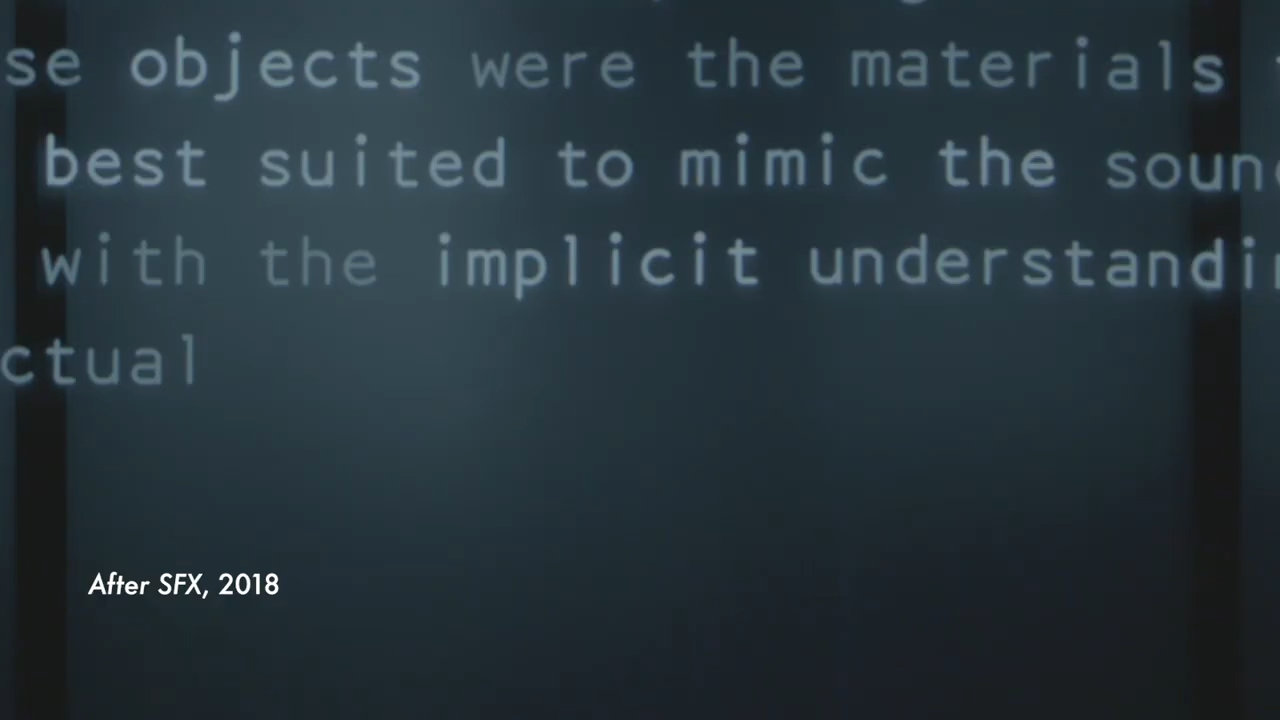 se objects were the materials
best suited to mimic the soun
with the implicit understandi
ctual
After SFX, 2018